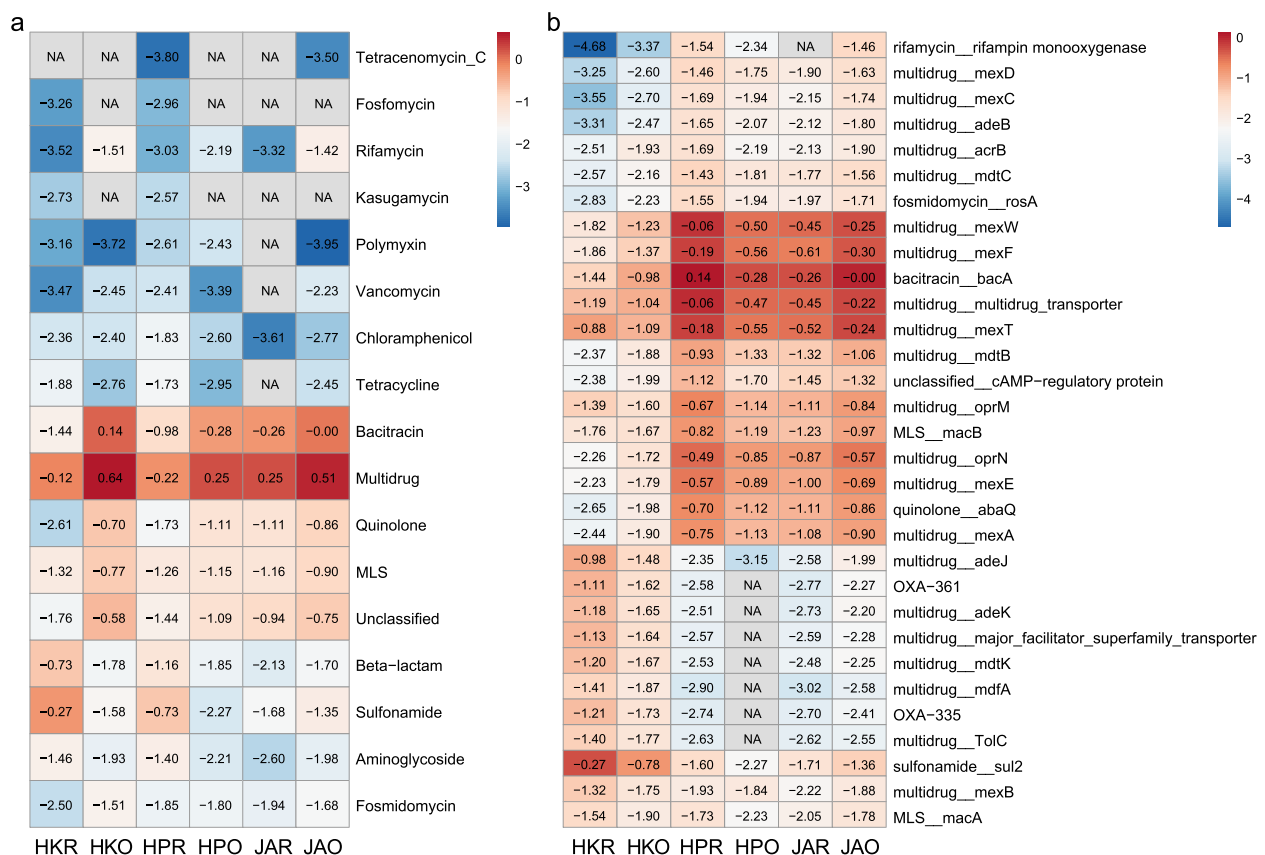 a
NA NA −3.80 NA NA −3.50 Tetracenomycin_C
−3.26 NA −2.96 NA NA NA Fosfomycin
−3.52 −1.51 −3.03 −2.19 −3.32 −1.42 Rifamycin
−2.73 NA −2.57 NA NA NA Kasugamycin
−3.16 −3.72 −2.61 −2.43 NA −3.95 Polymyxin
−3.47 −2.45 −2.41 −3.39 NA −2.23 Vancomycin
−2.36 −2.40 −1.83 −2.60 −3.61 −2.77 Chloramphenicol
−1.88 −2.76 −1.73 −2.95 NA −2.45 Tetracycline
−1.44 0.14 −0.98 −0.28 −0.26 −0.00 Bacitracin
−0.12 0.64 −0.22 0.25 0.25 0.51 Multidrug
−2.61 −0.70 −1.73 −1.11 −1.11 −0.86 Quinolone
−1.32 −0.77 −1.26 −1.15 −1.16 −0.90 MLS
−1.76 −0.58 −1.44 −1.09 −0.94 −0.75 Unclassified
−0.73 −1.78 −1.16 −1.85 −2.13 −1.70 Beta−lactam
−0.27 −1.58 −0.73 −2.27 −1.68 −1.35 Sulfonamide
−1.46 −1.93 −1.40 −2.21 −2.60 −1.98 Aminoglycoside
−2.50 −1.51 −1.85 −1.80 −1.94 −1.68 Fosmidomycin
HKR HKO HPR HPO JAR JAO
0
−1
−2
−3
b
−4.68 −3.37 −1.54 −2.34 NA −1.46 rifamycin__rifampin monooxygenase
−3.25 −2.60 −1.46 −1.75 −1.90 −1.63 multidrug__mexD
−3.55 −2.70 −1.69 −1.94 −2.15 −1.74 multidrug__mexC
−3.31 −2.47 −1.65 −2.07 −2.12 −1.80 multidrug__adeB
−2.51 −1.93 −1.69 −2.19 −2.13 −1.90 multidrug__acrB
−2.57 −2.16 −1.43 −1.81 −1.77 −1.56 multidrug__mdtC
−2.83 −2.23 −1.55 −1.94 −1.97 −1.71 fosmidomycin__rosA
−1.82 −1.23 −0.06 −0.50 −0.45 −0.25 multidrug__mexW
−1.86 −1.37 −0.19 −0.56 −0.61 −0.30 multidrug__mexF
−1.44 −0.98 0.14 −0.28 −0.26 −0.00 bacitracin__bacA
−1.19 −1.04 −0.06 −0.47 −0.45 −0.22 multidrug__multidrug_transporter
−0.88 −1.09 −0.18 −0.55 −0.52 −0.24 multidrug__mexT
−2.37 −1.88 −0.93 −1.33 −1.32 −1.06 multidrug__mdtB
−2.38 −1.99 −1.12 −1.70 −1.45 −1.32 unclassified__cAMP−regulatory protein
−1.39 −1.60 −0.67 −1.14 −1.11 −0.84 multidrug__oprM
−1.76 −1.67 −0.82 −1.19 −1.23 −0.97 MLS__macB
−2.26 −1.72 −0.49 −0.85 −0.87 −0.57 multidrug__oprN
−2.23 −1.79 −0.57 −0.89 −1.00 −0.69 multidrug__mexE
−2.65 −1.98 −0.70 −1.12 −1.11 −0.86 quinolone__abaQ
−2.44 −1.90 −0.75 −1.13 −1.08 −0.90 multidrug__mexA
−0.98 −1.48 −2.35 −3.15 −2.58 −1.99 multidrug__adeJ
−1.11 −1.62 −2.58 NA −2.77 −2.27 OXA−361
−1.18 −1.65 −2.51 NA −2.73 −2.20 multidrug__adeK
−1.13 −1.64 −2.57 NA −2.59 −2.28 multidrug__major_facilitator_superfamily_transporter
−1.20 −1.67 −2.53 NA −2.48 −2.25 multidrug__mdtK
−1.41 −1.87 −2.90 NA −3.02 −2.58 multidrug__mdfA
−1.21 −1.73 −2.74 NA −2.70 −2.41 OXA−335
−1.40 −1.77 −2.63 NA −2.62 −2.55 multidrug__TolC
−0.27 −0.78 −1.60 −2.27 −1.71 −1.36 sulfonamide__sul2
−1.32 −1.75 −1.93 −1.84 −2.22 −1.88 multidrug__mexB
−1.54 −1.90 −1.73 −2.23 −2.05 −1.78 MLS__macA
HKR HKO HPR HPO JAR JAO
0
−1
−2
−3
−4